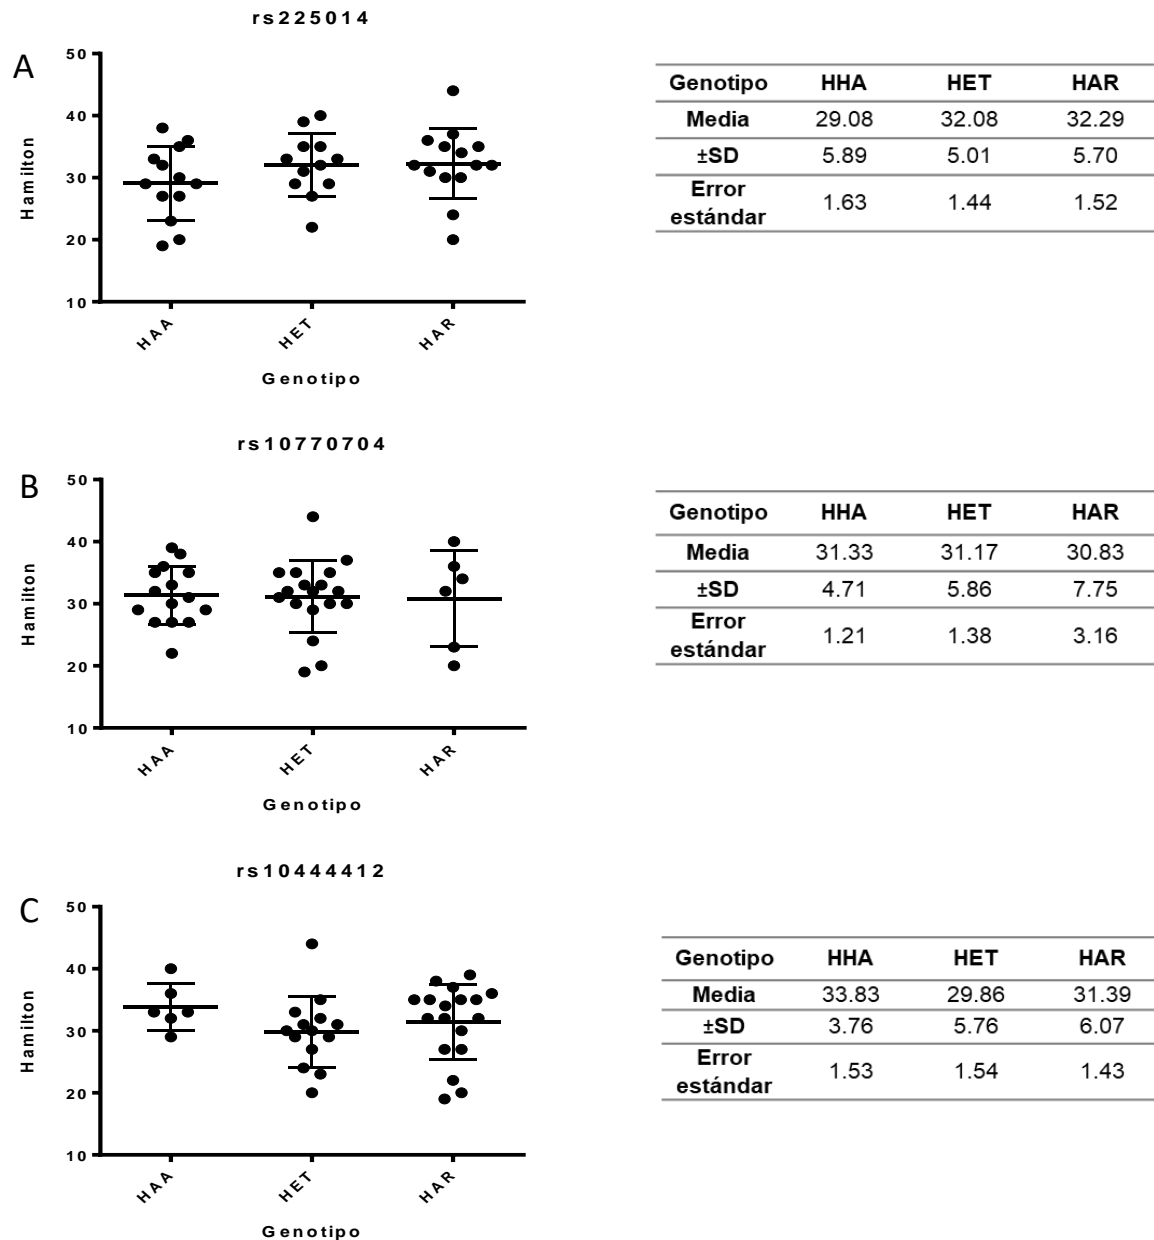 rs225014
A
50
40
30
20
10
Hamilton
HAA HET HAR
Genotipo
Genotipo HHA HET HAR
Media 29.08 32.08 32.29
±SD 5.89 5.01 5.70
Error
estándar 1.63 1.44 1.52
rs10770704
B
50
40
30
20
10
Hamilton
HAA HET HAR
Genotipo
Genotipo HHA HET HAR
Media 31.33 31.17 30.83
±SD 4.71 5.86 7.75
Error
estándar 1.21 1.38 3.16
rs10444412
C
50
40
30
20
10
Hamilton
HAA HET HAR
Genotipo
Genotipo HHA HET HAR
Media 33.83 29.86 31.39
±SD 3.76 5.76 6.07
Error
estándar 1.53 1.54 1.43